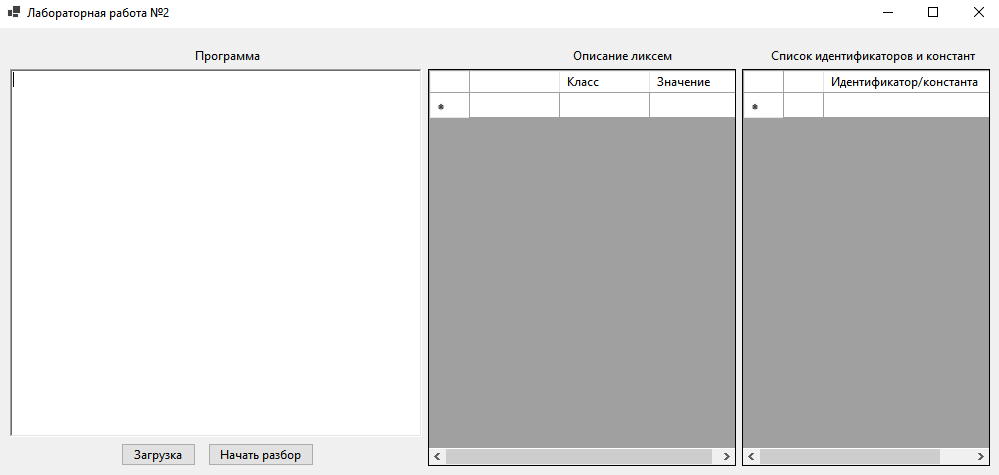 Лабораторная работа №2
Программа
Описание ликсем
Список идентификаторов и констант
Класс
Значение
Идентификатор/константа
Загрузка
Начать разбор